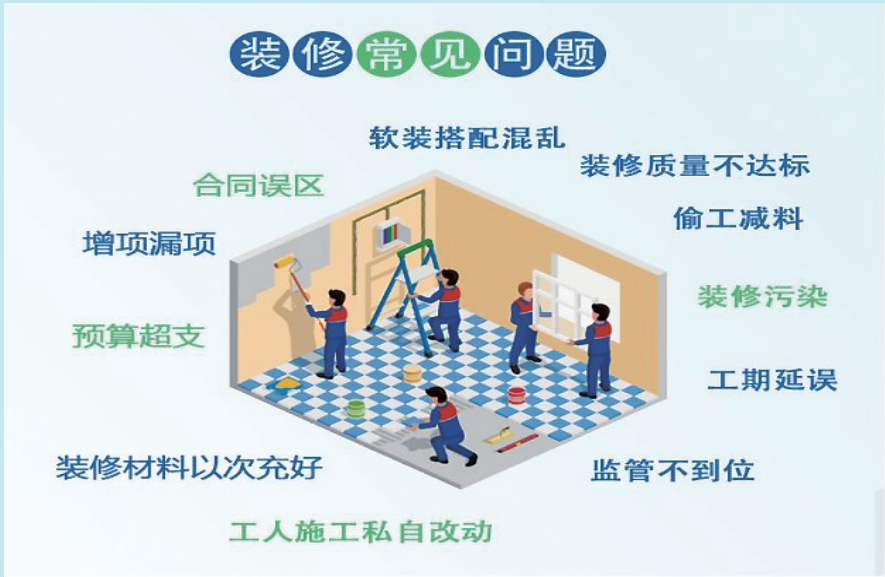 装修常见问题
软装搭配混乱
装修质量不达标
合同误区
偷工减料
增项漏项
装修污染
预算超支
工期延误
装修材料以次充好
监管不到位
工人施工私自改动